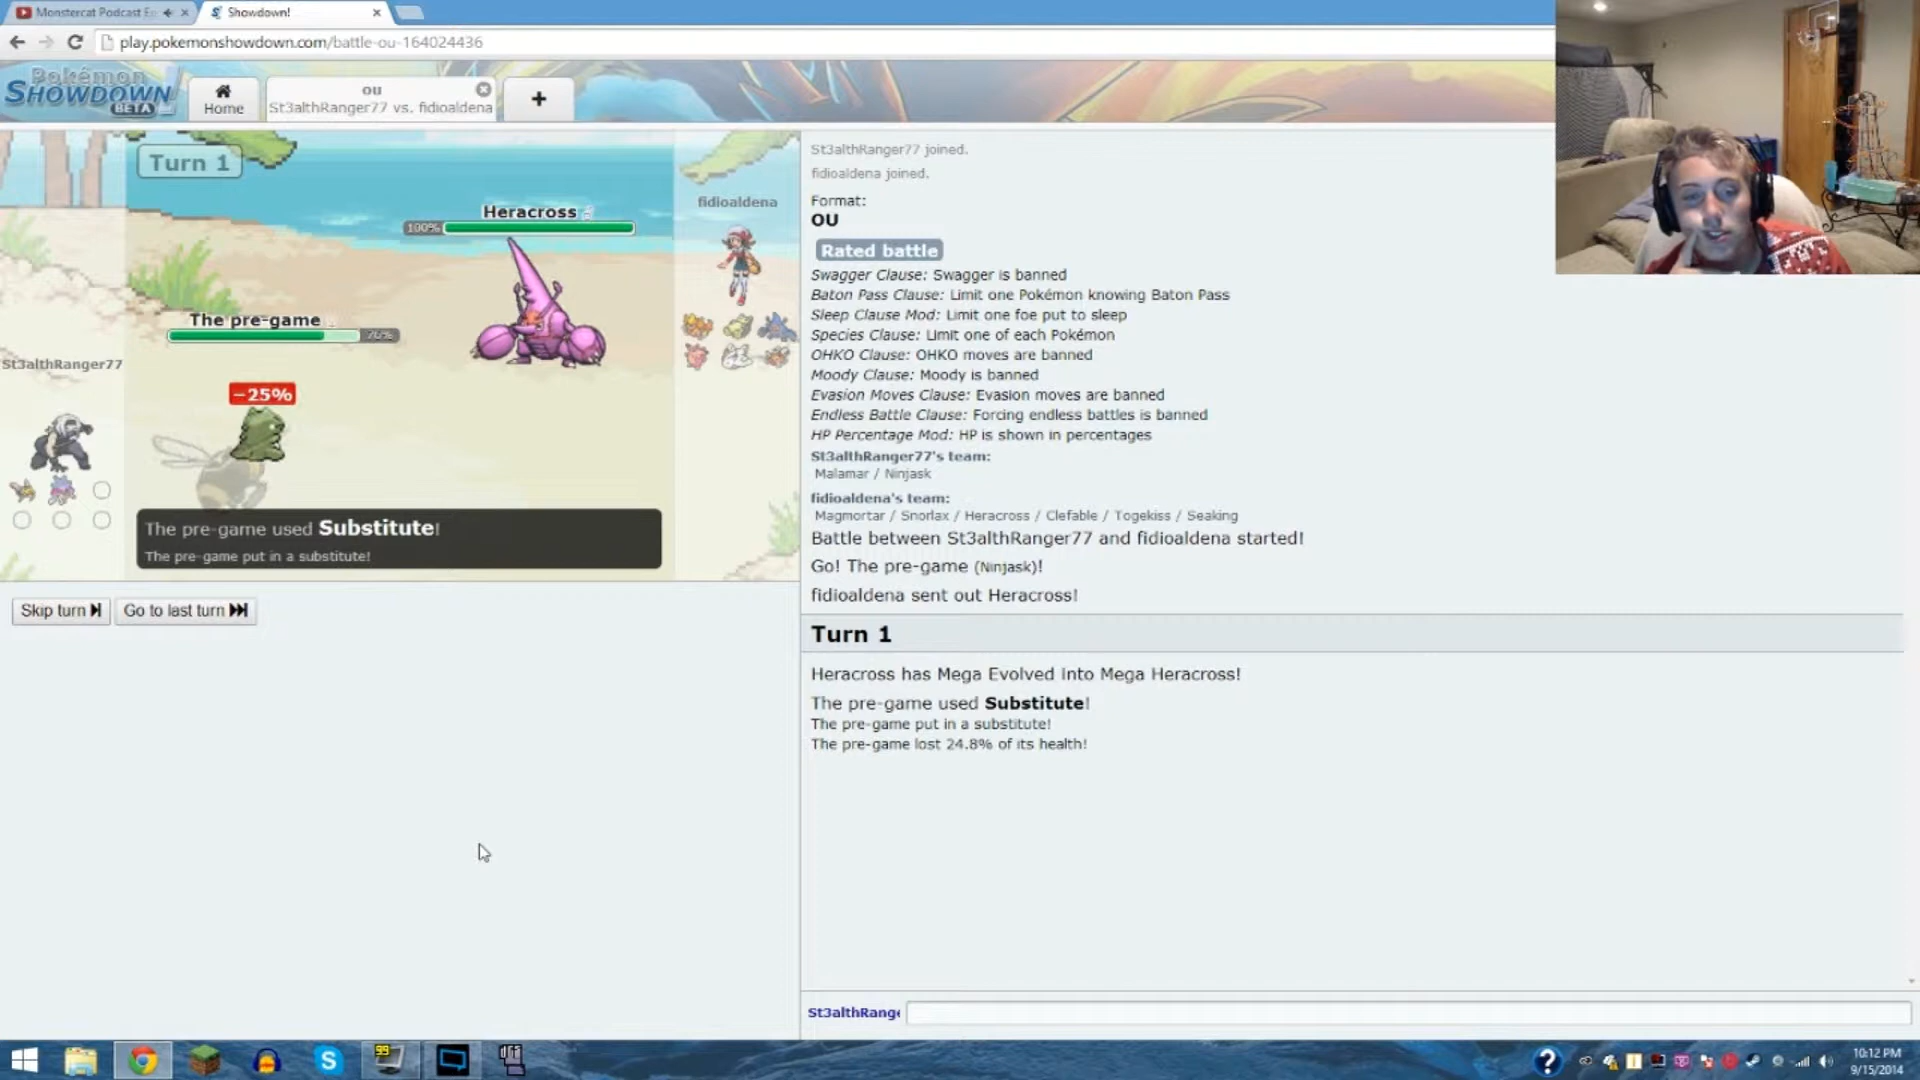 Monstercat Podcast
Showdown!
play.pokemonshowdown.com/battle-ou-164024436
Pokémon
SHOWDOWN
BETA
Home
ou
St3althRanger77 vs. fidioaldena
+
Turn 1
fidioaldena
Heracross
100%
The pre-game
76%
St3althRanger77
−25%
The pre-game used Substitute!
The pre-game put in a substitute!
Skip turn
Go to last turn
St3althRanger77 joined.
fidioaldena joined.
Format:
OU
Rated battle
Swagger Clause: Swagger is banned
Baton Pass Clause: Limit one Pokémon knowing Baton Pass
Sleep Clause Mod: Limit one foe put to sleep
Species Clause: Limit one of each Pokémon
OHKO Clause: OHKO moves are banned
Moody Clause: Moody is banned
Evasion Moves Clause: Evasion moves are banned
Endless Battle Clause: Forcing endless battles is banned
HP Percentage Mod: HP is shown in percentages
St3althRanger77's team:
Malamar / Ninjask
fidioaldena's team:
Magmortar / Snorlax / Heracross / Clefable / Togekiss / Seaking
Battle between St3althRanger77 and fidioaldena started!
Go! The pre-game (Ninjask)!
fidioaldena sent out Heracross!
Turn 1
Heracross has Mega Evolved into Mega Heracross!
The pre-game used Substitute!
The pre-game put in a substitute!
The pre-game lost 24.8% of its health!
St3althRange
99
10:12 PM
9/15/2014